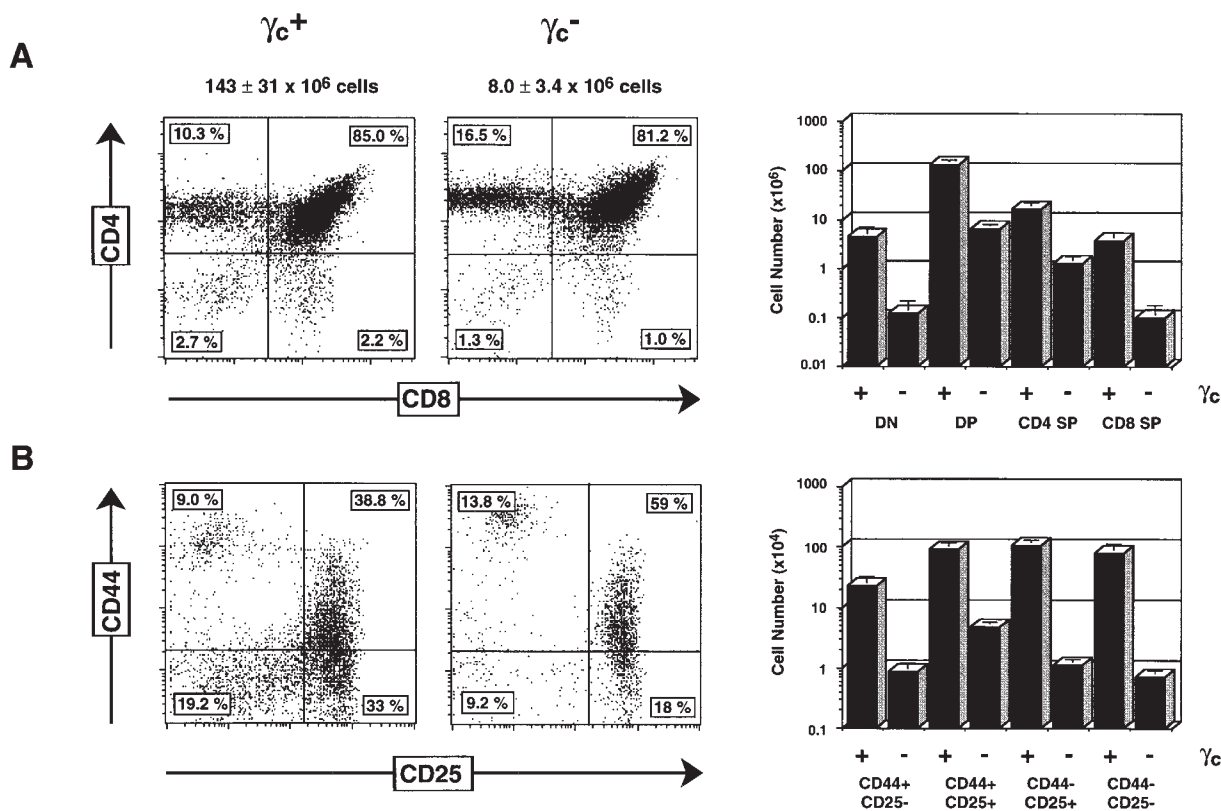 A
γc+
γc-
143 ± 31 x 10⁶ cells
8.0 ± 3.4 x 10⁶ cells
10.3 %
85.0 %
16.5 %
81.2 %
2.7 %
2.2 %
1.3 %
1.0 %
CD4
CD8
Cell Number (x10⁶)
1000
100
10
1
0.1
0.01
+ - + - + - + - γc
DN DP CD4 SP CD8 SP
B
9.0 %
38.8 %
13.8 %
59 %
19.2 %
33 %
9.2 %
18 %
CD44
CD25
Cell Number (x10⁴)
1000
100
10
1
0.1
+ - + - + - + - γc
CD44+ CD44+ CD44- CD44-
CD25- CD25+ CD25+ CD25-